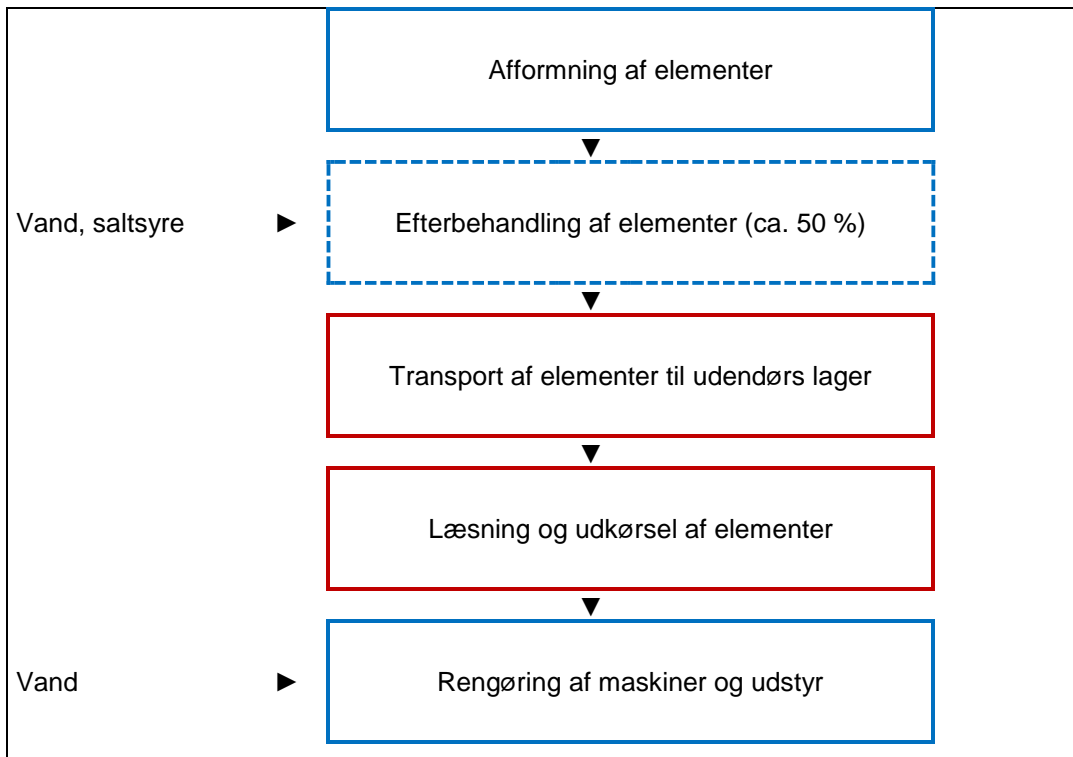 Afformning af elementer
▼
Vand, saltsyre ► Efterbehandling af elementer (ca. 50 %)
▼
Transport af elementer til udendørs lager
▼
Læsning og udkørsel af elementer
▼
Vand ► Rengøring af maskiner og udstyr